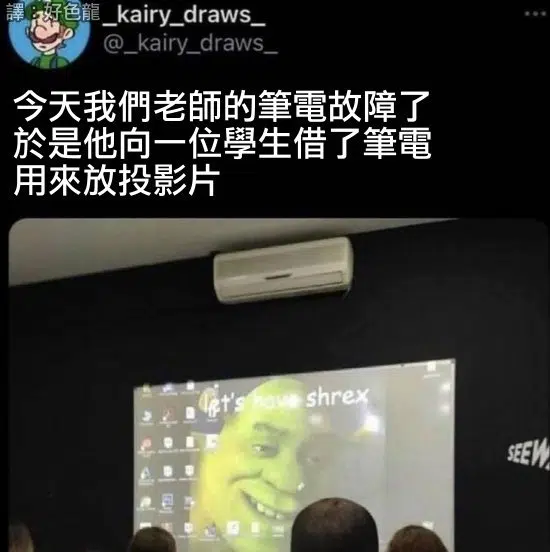 譯：好色龍
_kairy_draws_
@_kairy_draws_
今天我們老師的筆電故障了
於是他向一位學生借了筆電
用來放投影片
let's have shrex
SEEW